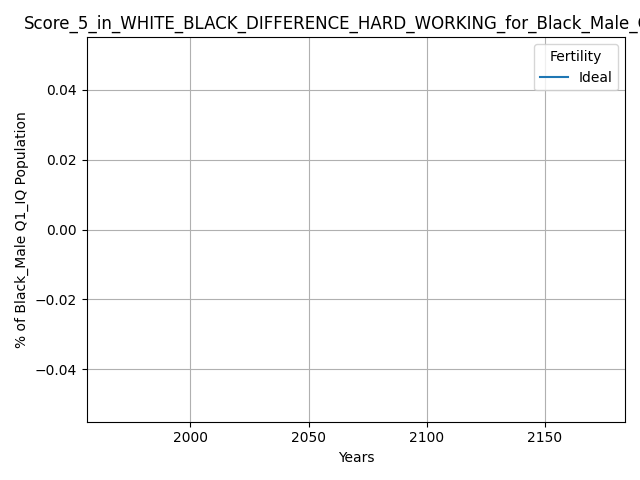 Score_5_in_WHITE_BLACK_DIFFERENCE_HARD_WORKING_for_Black_Male_
Fertility
Ideal
0.04
0.02
0.00
−0.02
−0.04
% of Black_Male Q1_IQ Population
2000
2050
2100
2150
Years